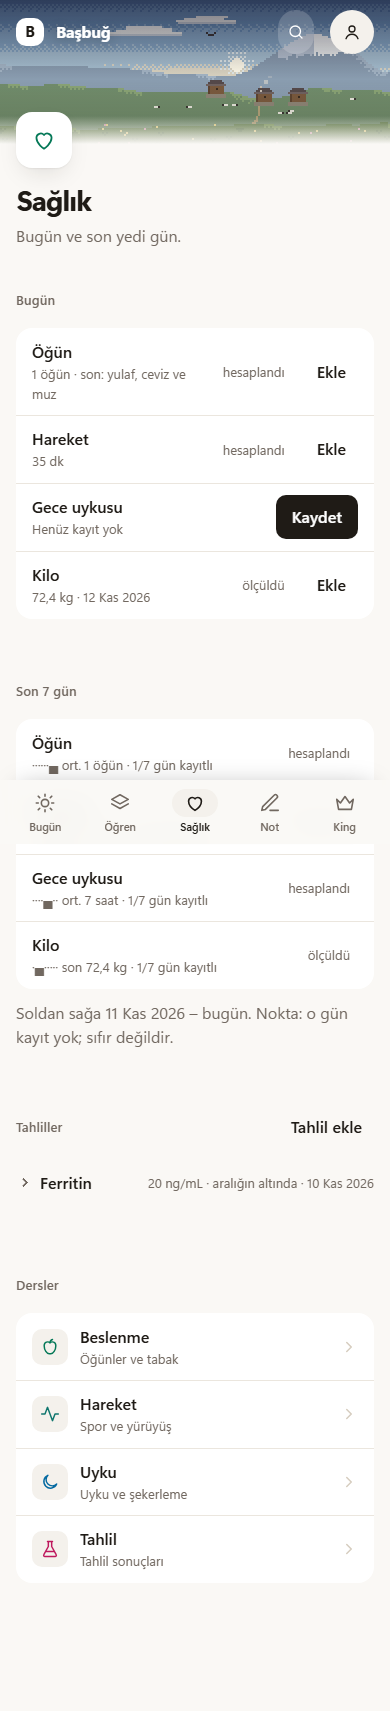 B Başbuğ
Sağlık
Bugün ve son yedi gün.
Bugün
Öğün
1 öğün · son: yulaf, ceviz ve
muz
hesaplandı
Ekle
Hareket
35 dk
hesaplandı
Ekle
Gece uykusu
Henüz kayıt yok
Kaydet
Kilo
72,4 kg · 12 Kas 2026
ölçüldü
Ekle
Son 7 gün
Öğün
ort. 1 öğün · 1/7 gün kayıtlı
hesaplandı
Bugün
Öğren
Sağlık
Not
King
Gece uykusu
ort. 7 saat · 1/7 gün kayıtlı
hesaplandı
Kilo
son 72,4 kg · 1/7 gün kayıtlı
ölçüldü
Soldan sağa 11 Kas 2026 – bugün. Nokta: o gün
kayıt yok; sıfır değildir.
Tahliller
Tahlil ekle
Ferritin
20 ng/mL · aralığın altında · 10 Kas 2026
Dersler
Beslenme
Öğünler ve tabak
Hareket
Spor ve yürüyüş
Uyku
Uyku ve şekerleme
Tahlil
Tahlil sonuçları